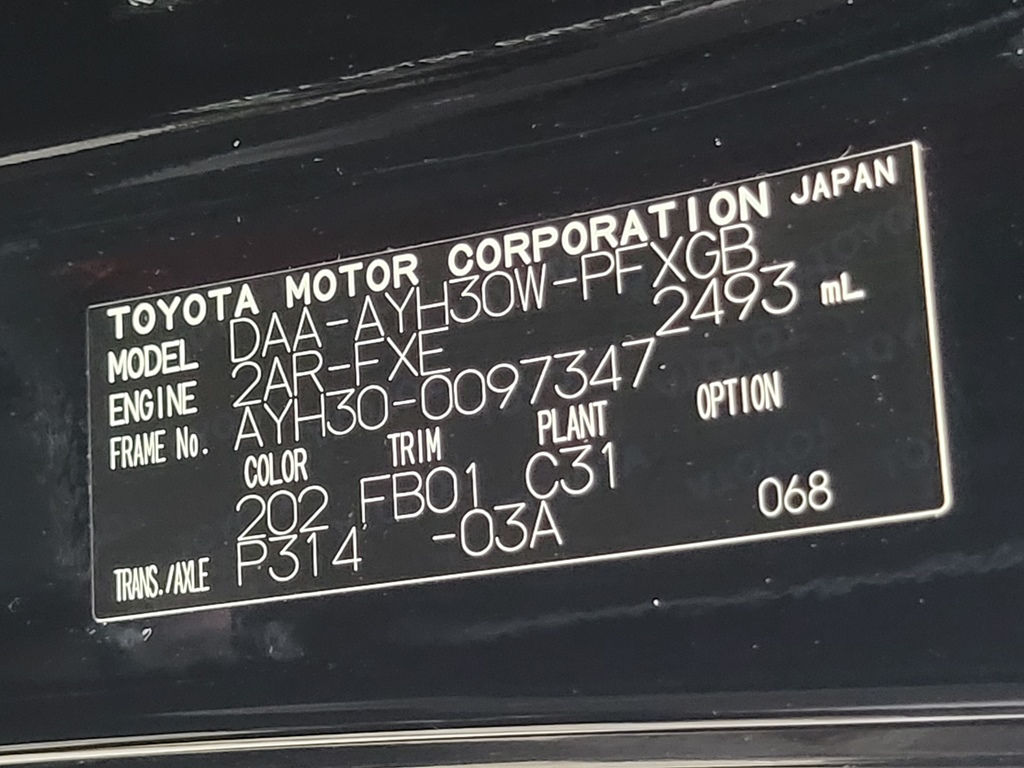 TOYOTA MOTOR CORPORATION JAPAN
MODEL DAA-AYH30W-PFXGB
ENGINE 2AR-FXE 2493 mL
FRAME No. AYH30-0097347
COLOR TRIM PLANT OPTION
202 FB01 C31
TRANS./AXLE P314 -03A 068